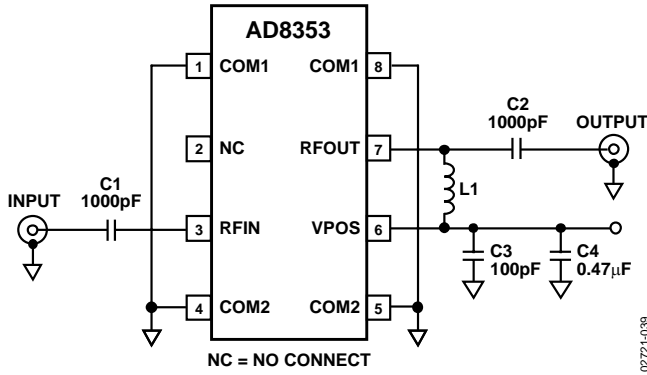 AD8353
1 COM1 COM1 8
C2
1000pF
OUTPUT
2 NC RFOUT 7
C1
1000pF
L1
INPUT
3 RFIN VPOS 6
C3
100pF
C4
0.47µF
4 COM2 COM2 5
NC = NO CONNECT
02721-039